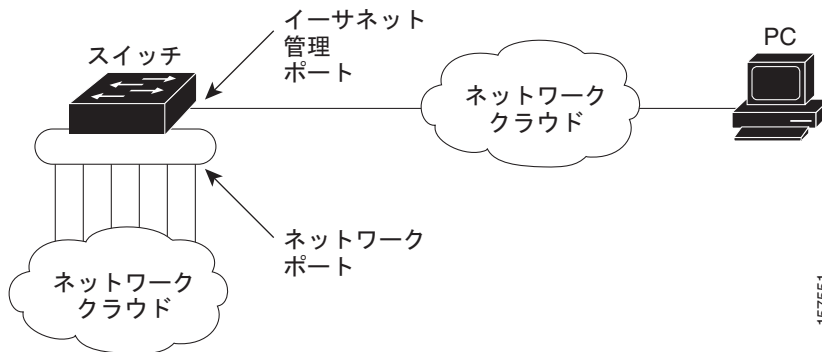 イーサネット
管理
ポート
スイッチ
PC
ネットワーク
クラウド
ネットワーク
ポート
ネットワーク
クラウド
157551